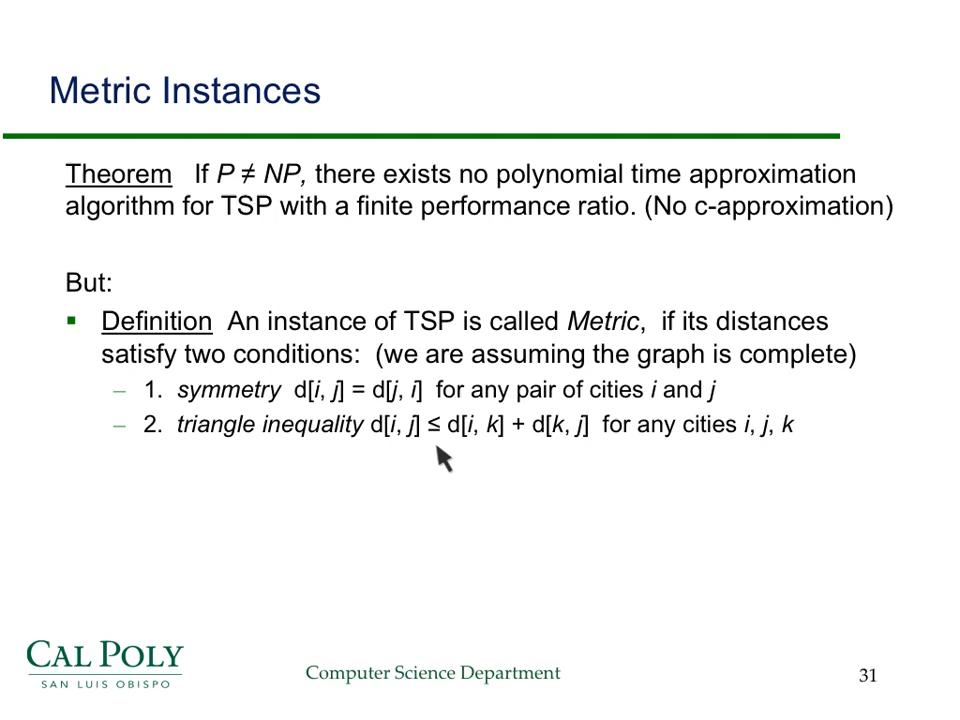 Metric Instances
Theorem If P ≠ NP, there exists no polynomial time approximation
algorithm for TSP with a finite performance ratio. (No c-approximation)
But:
▪ Definition An instance of TSP is called Metric, if its distances
satisfy two conditions: (we are assuming the graph is complete)
– 1. symmetry d[i, j] = d[j, i] for any pair of cities i and j
– 2. triangle inequality d[i, j] ≤ d[i, k] + d[k, j] for any cities i, j, k
CAL POLY
SAN LUIS OBISPO
Computer Science Department
31